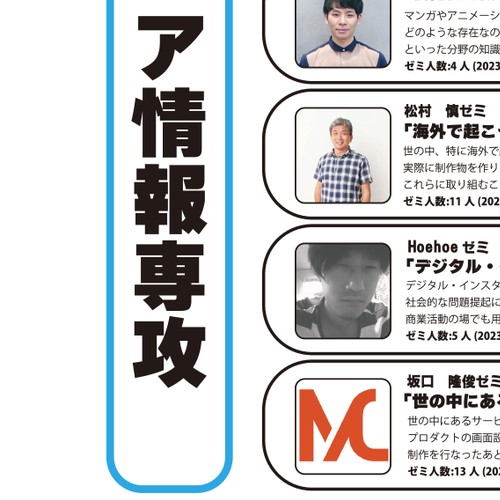 ア情報専攻
マンガやアニメーシ
どのような存在なの
といった分野の知識
ゼミ人数:4 人 (2023
松村 慎ゼミ
「海外で起こ
世の中、特に海外で
実際に制作物を作り
これらに取り組むこ
ゼミ人数:11 人 (202
Hoehoe ゼミ
「デジタル・
デジタル・インスタ
社会的な問題提起に
商業活動の場でも用
ゼミ人数:5 人 (2023
坂口 隆俊ゼミ
「世の中にある
世の中にあるサービ
プロダクトの画面設
制作を行なったあと
ゼミ人数:13 人 (202